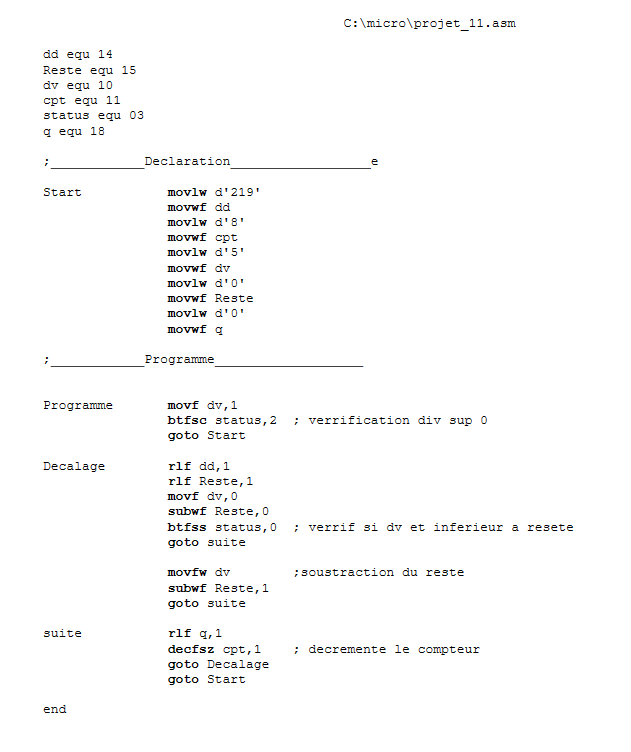 C:\micro\projet_11.asm
dd equ 14
Reste equ 15
dv equ 10
cpt equ 11
status equ 03
q equ 18
;____________Declaration__________________e
Start movlw d'219'
movwf dd
movlw d'8'
movwf cpt
movlw d'5'
movwf dv
movlw d'0'
movwf Reste
movlw d'0'
movwf q
;____________Programme___________________
Programme movf dv,1
btfsc status,2 ; verrification div sup 0
goto Start
Decalage rlf dd,1
rlf Reste,1
movf dv,0
subwf Reste,0
btfss status,0 ; verrif si dv et inferieur a resete
goto suite
movfw dv ;soustraction du reste
subwf Reste,1
goto suite
suite rlf q,1
decfsz cpt,1 ; decremente le compteur
goto Decalage
goto Start
end